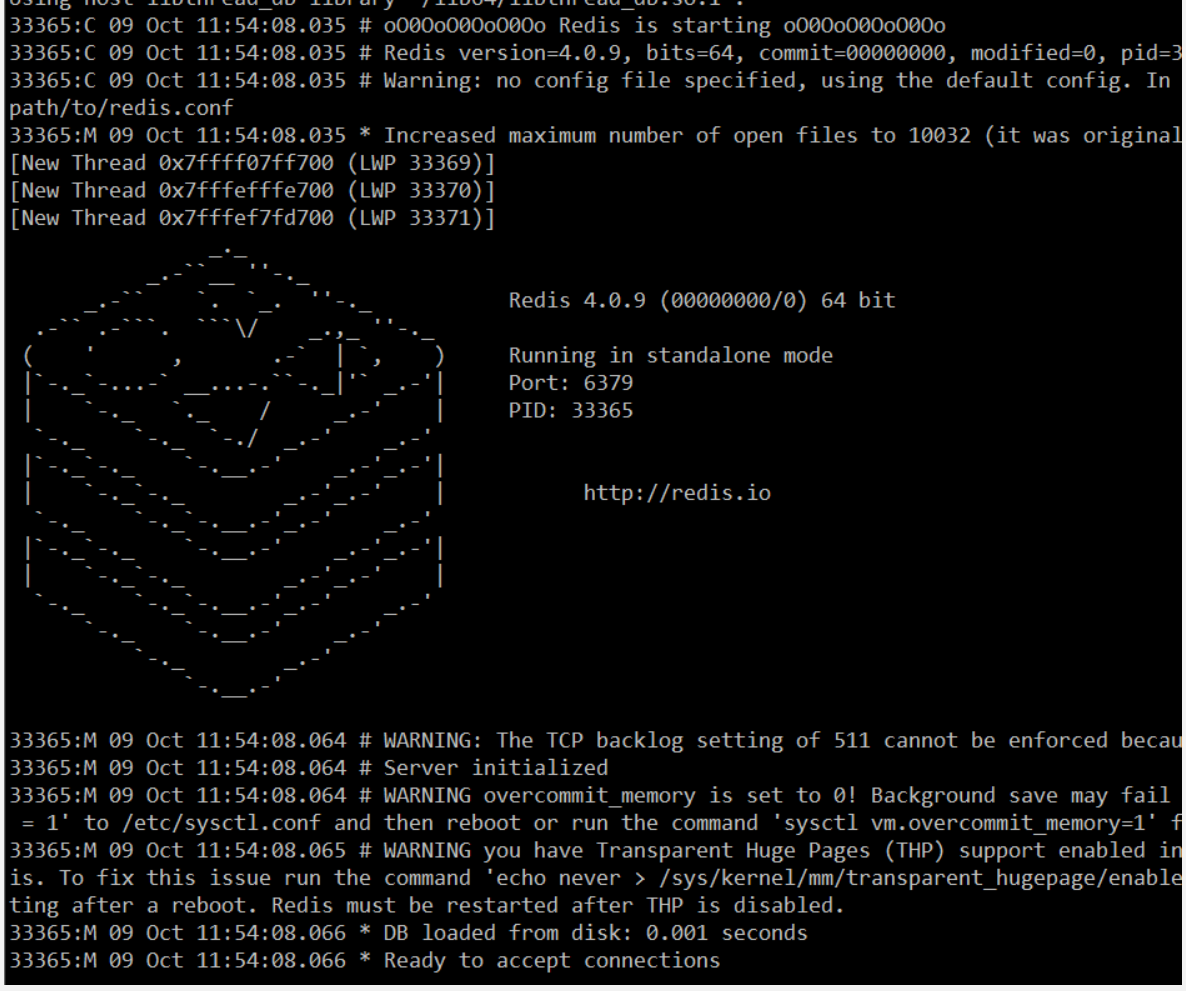 Using host libthread_db library "/lib64/libthread_db.so.1".
33365:C 09 Oct 11:54:08.035 # oO0OoO0OoO0Oo Redis is starting oO0OoO0OoO0Oo
33365:C 09 Oct 11:54:08.035 # Redis version=4.0.9, bits=64, commit=00000000, modified=0, pid=3
33365:C 09 Oct 11:54:08.035 # Warning: no config file specified, using the default config. In
path/to/redis.conf
33365:M 09 Oct 11:54:08.035 * Increased maximum number of open files to 10032 (it was original
[New Thread 0x7ffff07ff700 (LWP 33369)]
[New Thread 0x7fffefffe700 (LWP 33370)]
[New Thread 0x7fffef7fd700 (LWP 33371)]
Redis 4.0.9 (00000000/0) 64 bit
Running in standalone mode
Port: 6379
PID: 33365
http://redis.io
33365:M 09 Oct 11:54:08.064 # WARNING: The TCP backlog setting of 511 cannot be enforced becau
33365:M 09 Oct 11:54:08.064 # Server initialized
33365:M 09 Oct 11:54:08.064 # WARNING overcommit_memory is set to 0! Background save may fail
= 1' to /etc/sysctl.conf and then reboot or run the command 'sysctl vm.overcommit_memory=1' f
33365:M 09 Oct 11:54:08.065 # WARNING you have Transparent Huge Pages (THP) support enabled in
is. To fix this issue run the command 'echo never > /sys/kernel/mm/transparent_hugepage/enable
ting after a reboot. Redis must be restarted after THP is disabled.
33365:M 09 Oct 11:54:08.066 * DB loaded from disk: 0.001 seconds
33365:M 09 Oct 11:54:08.066 * Ready to accept connections